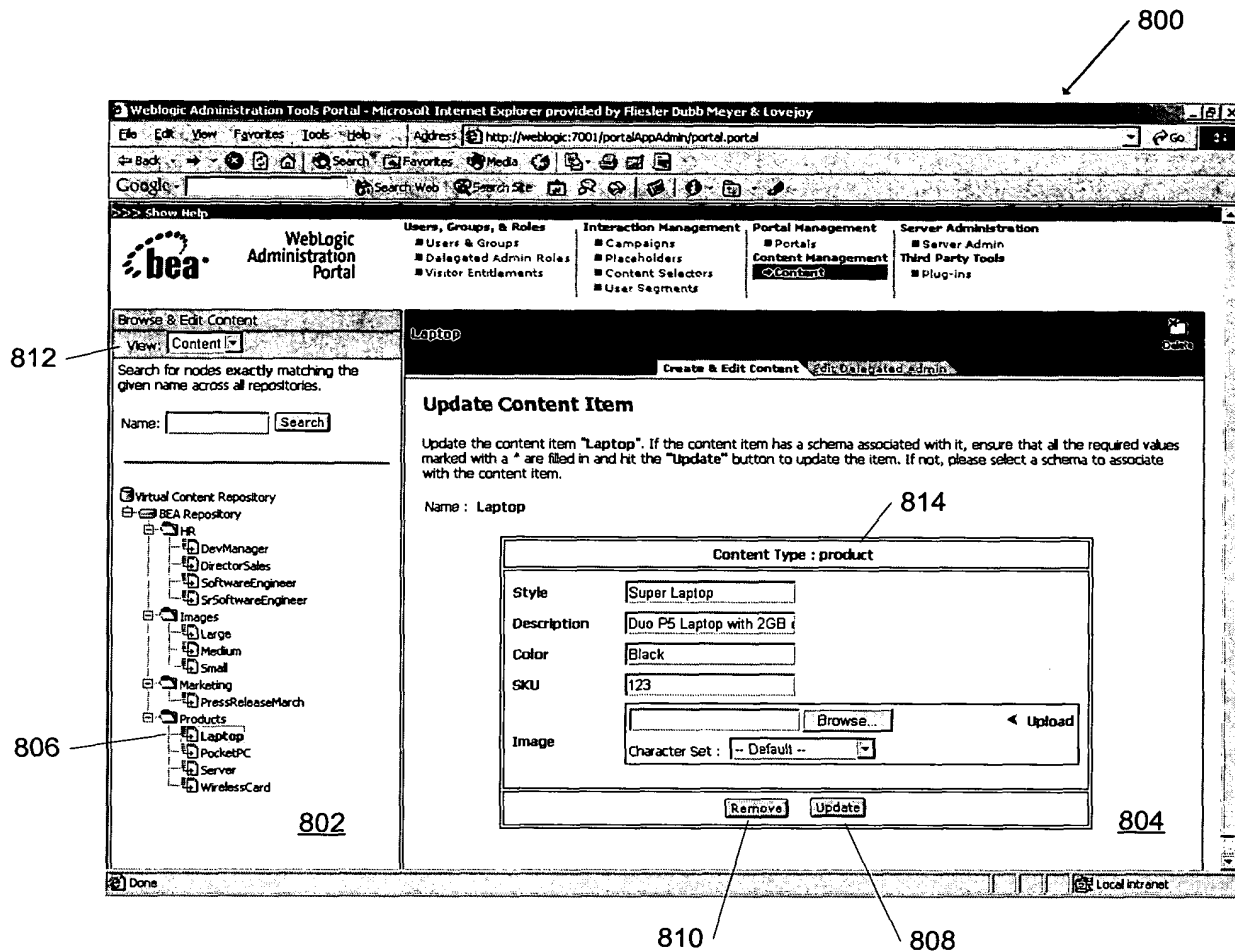 800
Weblogic Administration Tools Portal - Microsoft Internet Explorer provided by Fliesler Dubb Meyer & Lovejoy
File Edit View Favorites Tools Help Address http://weblogic:7001/portalAppAdmin/portal.portal Go
Back Search Favorites Media
Google Search Web Search Site
>>> Show Help
bea
WebLogic
Administration
Portal
Users, Groups, & Roles
Users & Groups
Delegated Admin Roles
Visitor Entitlements
Interaction Management
Campaigns
Placeholders
Content Selectors
User Segments
Portal Management
Portals
Content Management
Content
Server Administration
Server Admin
Third Party Tools
Plug-ins
Browse & Edit Content
812
View: Content
Search for nodes exactly matching the
given name across all repositories.
Name: Search
Virtual Content Repository
BEA Repository
HR
DevManager
DirectorSales
SoftwareEngineer
SrSoftwareEngineer
Images
Large
Medium
Small
Marketing
PressReleaseMarch
Products
806
Laptop
PocketPC
Server
WirelessCard
802
Laptop
Delete
Create & Edit Content Edit Delegated Admin
Update Content Item
Update the content item "Laptop". If the content item has a schema associated with it, ensure that all the required values
marked with a * are filled in and hit the "Update" button to update the item. If not, please select a schema to associate
with the content item.
Name : Laptop
814
Content Type : product
Style Super Laptop
Description Duo P5 Laptop with 2GB
Color Black
SKU 123
Image Browse... Upload
Character Set : -- Default --
Remove Update
804
Done Local intranet
810 808